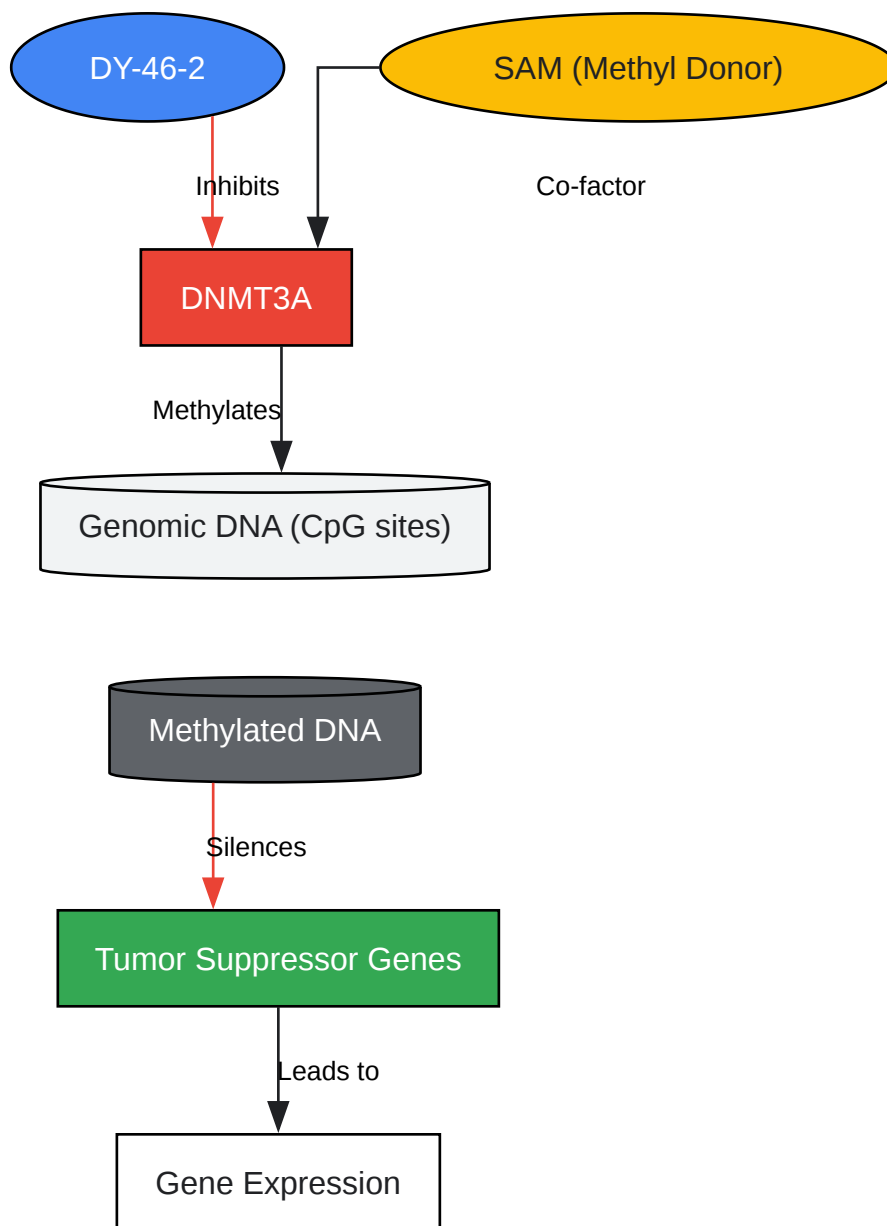 DY-46-2
SAM (Methyl Donor)
Inhibits
Co-factor
DNMT3A
Methylates
Genomic DNA (CpG sites)
Methylated DNA
Silences
Tumor Suppressor Genes
Leads to
Gene Expression